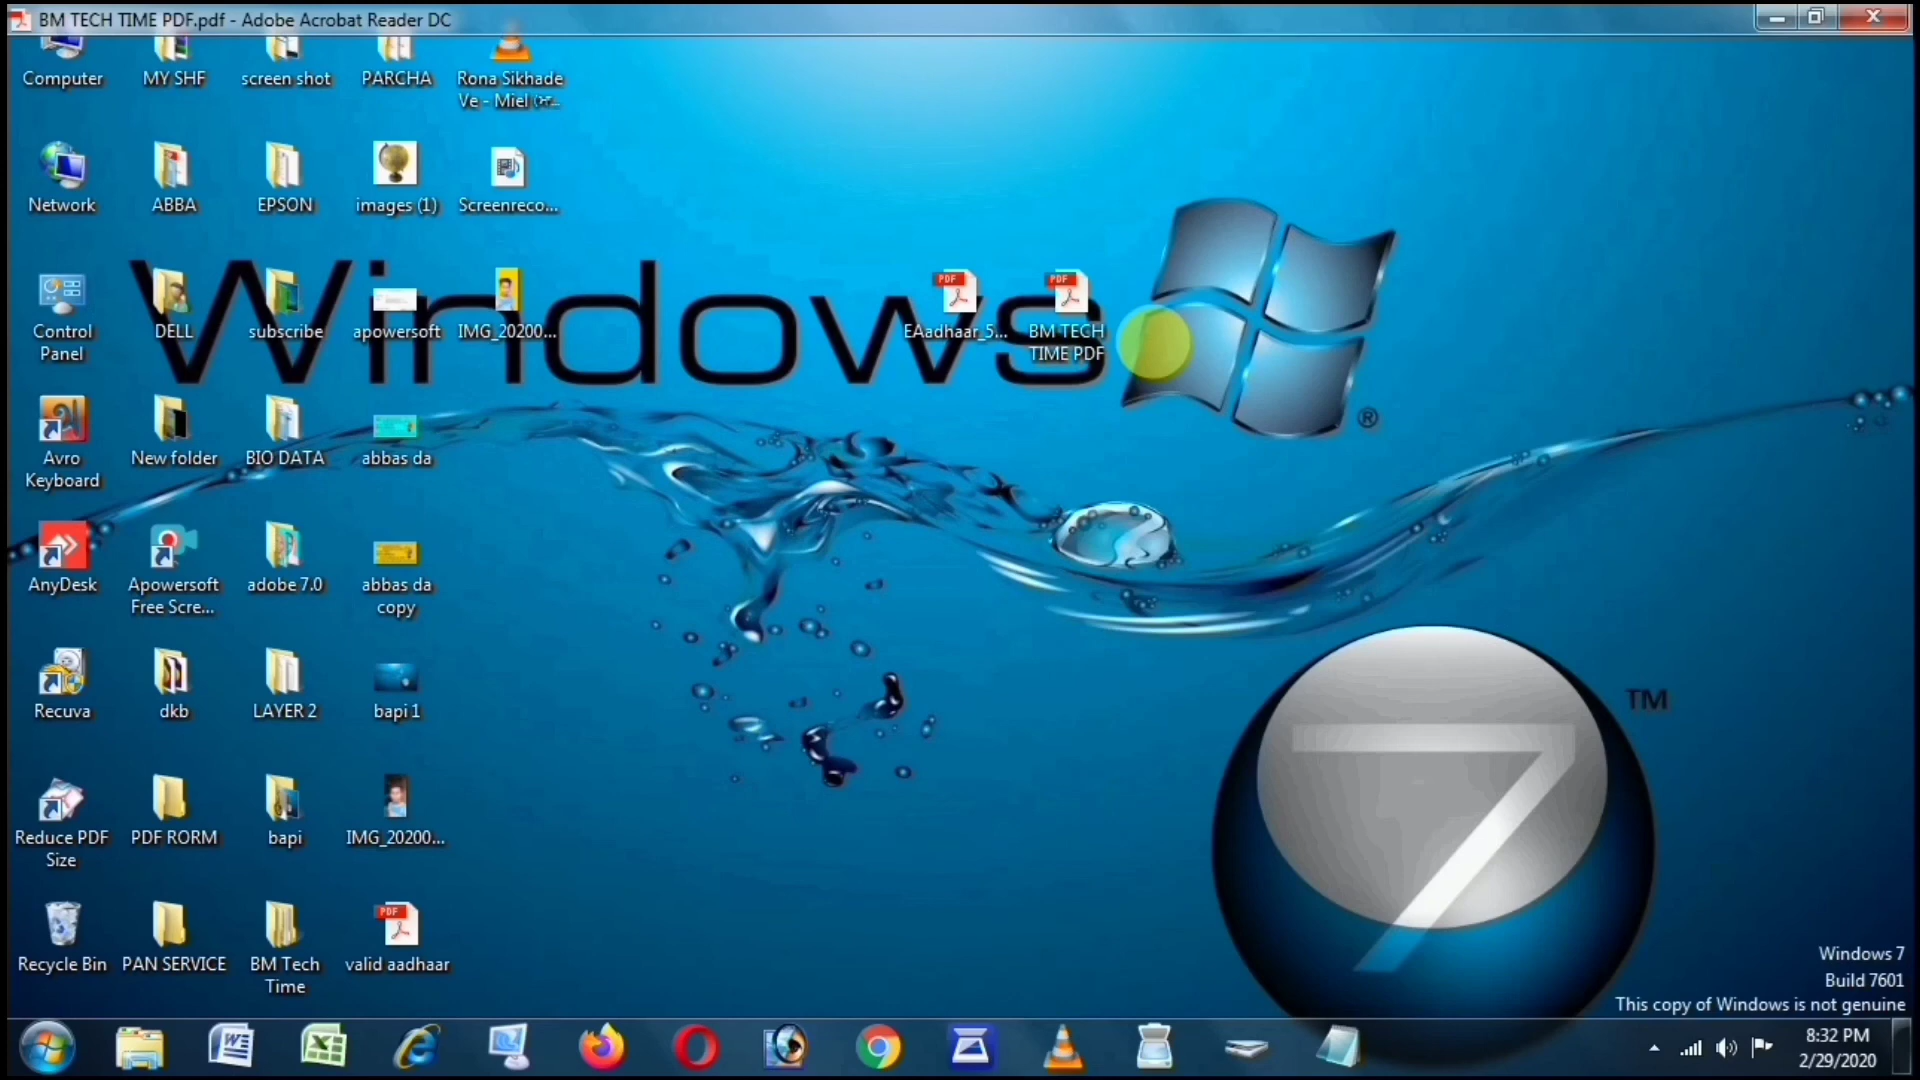 BM TECH TIME PDF.pdf - Adobe Acrobat Reader DC
Computer
MY SHF
screen shot
PARCHA
Rona Sikhade
Ve - Miel
Network
ABBA
EPSON
images (1)
Screenreco...
Windows
®
Control
Panel
DELL
subscribe
apowersoft
IMG_20200...
PDF
EAadhaar_5...
PDF
BM TECH
TIME PDF
Avro
Keyboard
New folder
BIO DATA
abbas da
AnyDesk
Apowersoft
Free Scre...
adobe 7.0
abbas da
copy
Recuva
dkb
LAYER 2
bapi 1
7
TM
Reduce PDF
Size
PDF RORM
bapi
IMG_20200...
Recycle Bin
PAN SERVICE
BM Tech
Time
PDF
valid aadhaar
Windows 7
Build 7601
This copy of Windows is not genuine
8:32 PM
2/29/2020